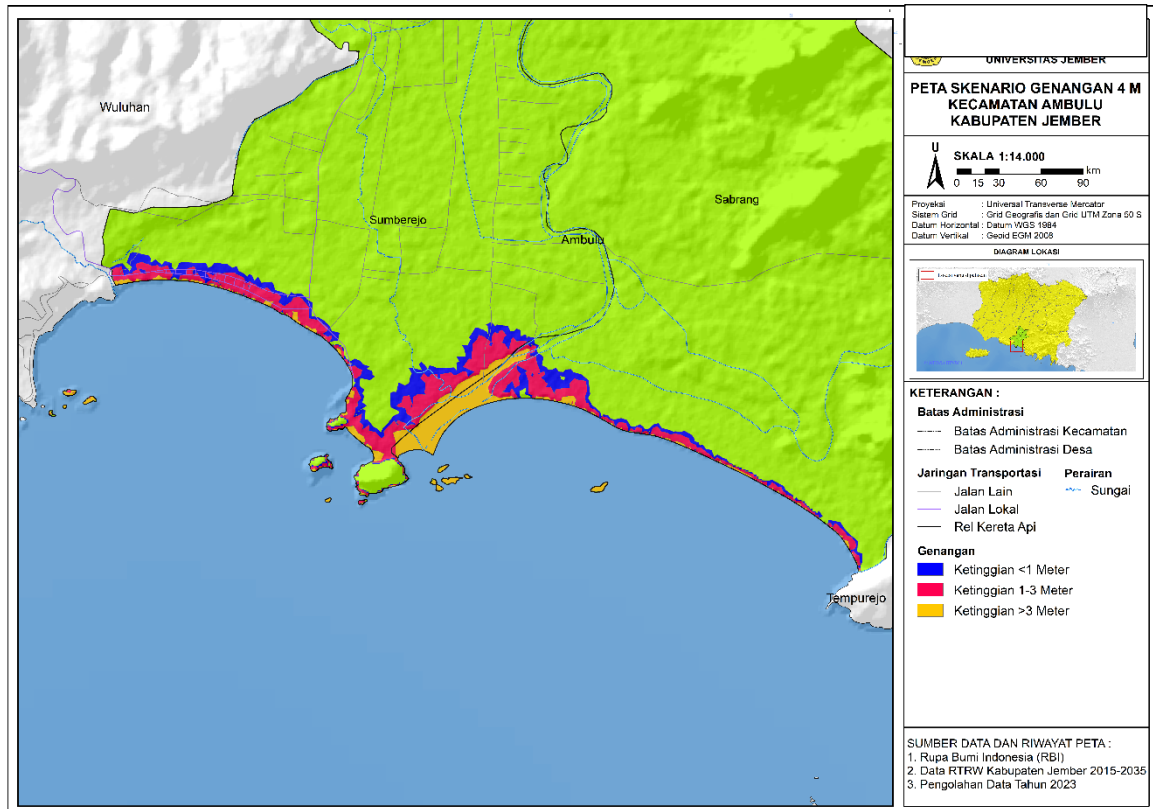 Wuluhan
Sumberejo
Sabrang
Ambulu
Tempurejo
UNIVERSITAS JEMBER
PETA SKENARIO GENANGAN 4 M
KECAMATAN AMBULU
KABUPATEN JEMBER
U
SKALA 1:14.000
km
0 15 30 60 90
Proyeksi : Universal Transverse Mercator
Sistem Grid : Grid Geografis dan Gric UTM Zona 50 S
Datum Horizontal : Datum WGS 1984
Datum Vertikal : Geoid EGM 2008
DIAGRAM LOKASI
KETERANGAN :
Batas Administrasi
Batas Administrasi Kecamatan
Batas Administrasi Desa
Jaringan Transportasi
Jalan Lain
Jalan Lokal
Rel Kereta Api
Perairan
Sungai
Genangan
Ketinggian <1 Meter
Ketinggian 1-3 Meter
Ketinggian >3 Meter
SUMBER DATA DAN RIWAYAT PETA :
1. Rupa Bumi Indonesia (RBI)
2. Data RTRW Kabupaten Jember 2015-2035
3. Pengolahan Data Tahun 2023